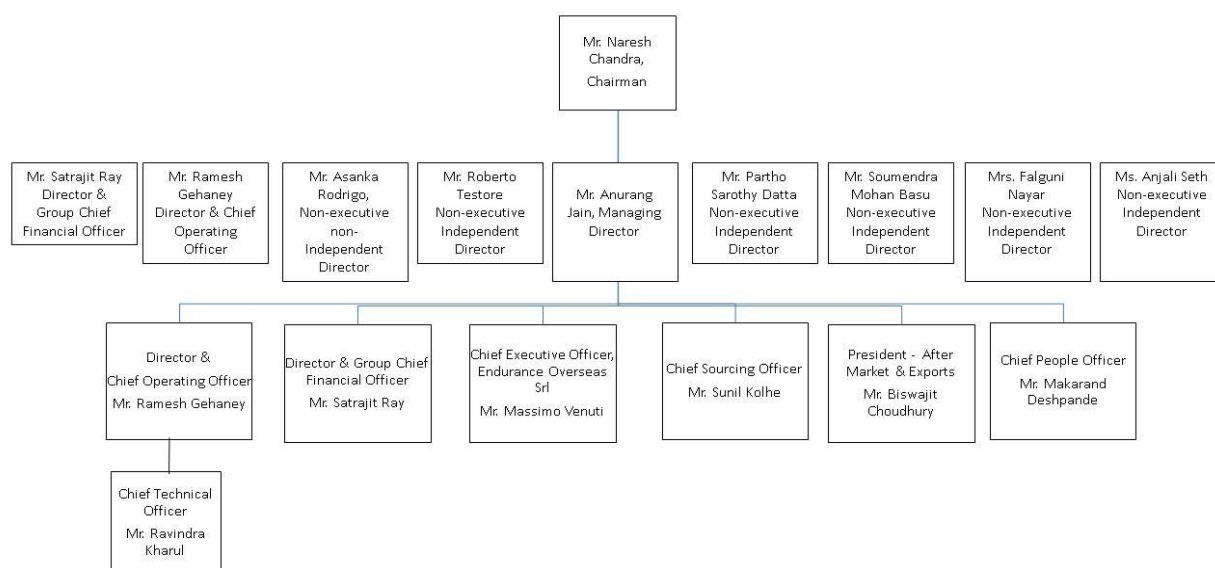 Mr. Naresh
Chandra,
Chairman
Mr. Satrajit Ray
Director &
Group Chief
Financial Officer
Mr. Ramesh
Gehaney
Director & Chief
Operating
Officer
Mr. Asanka
Rodrigo,
Non-executive
non-
Independent
Director
Mr. Roberto
Testore
Non-executive
Independent
Director
Mr. Anurang
Jain, Managing
Director
Mr. Partho
Sarothy Datta
Non-executive
Independent
Director
Mr. Soumendra
Mohan Basu
Non-executive
Independent
Director
Mrs. Falguni
Nayar
Non-executive
Independent
Director
Ms. Anjali Seth
Non-executive
Independent
Director
Director &
Chief Operating Officer
Mr. Ramesh Gehaney
Director & Group Chief
Financial Officer
Mr. Satrajit Ray
Chief Executive Officer,
Endurance Overseas
Srl
Mr. Massimo Venuti
Chief Sourcing Officer
Mr. Sunil Kolhe
President - After
Market & Exports
Mr. Biswajit
Choudhury
Chief People Officer
Mr. Makarand
Deshpande
Chief Technical
Officer
Mr. Ravindra
Kharul